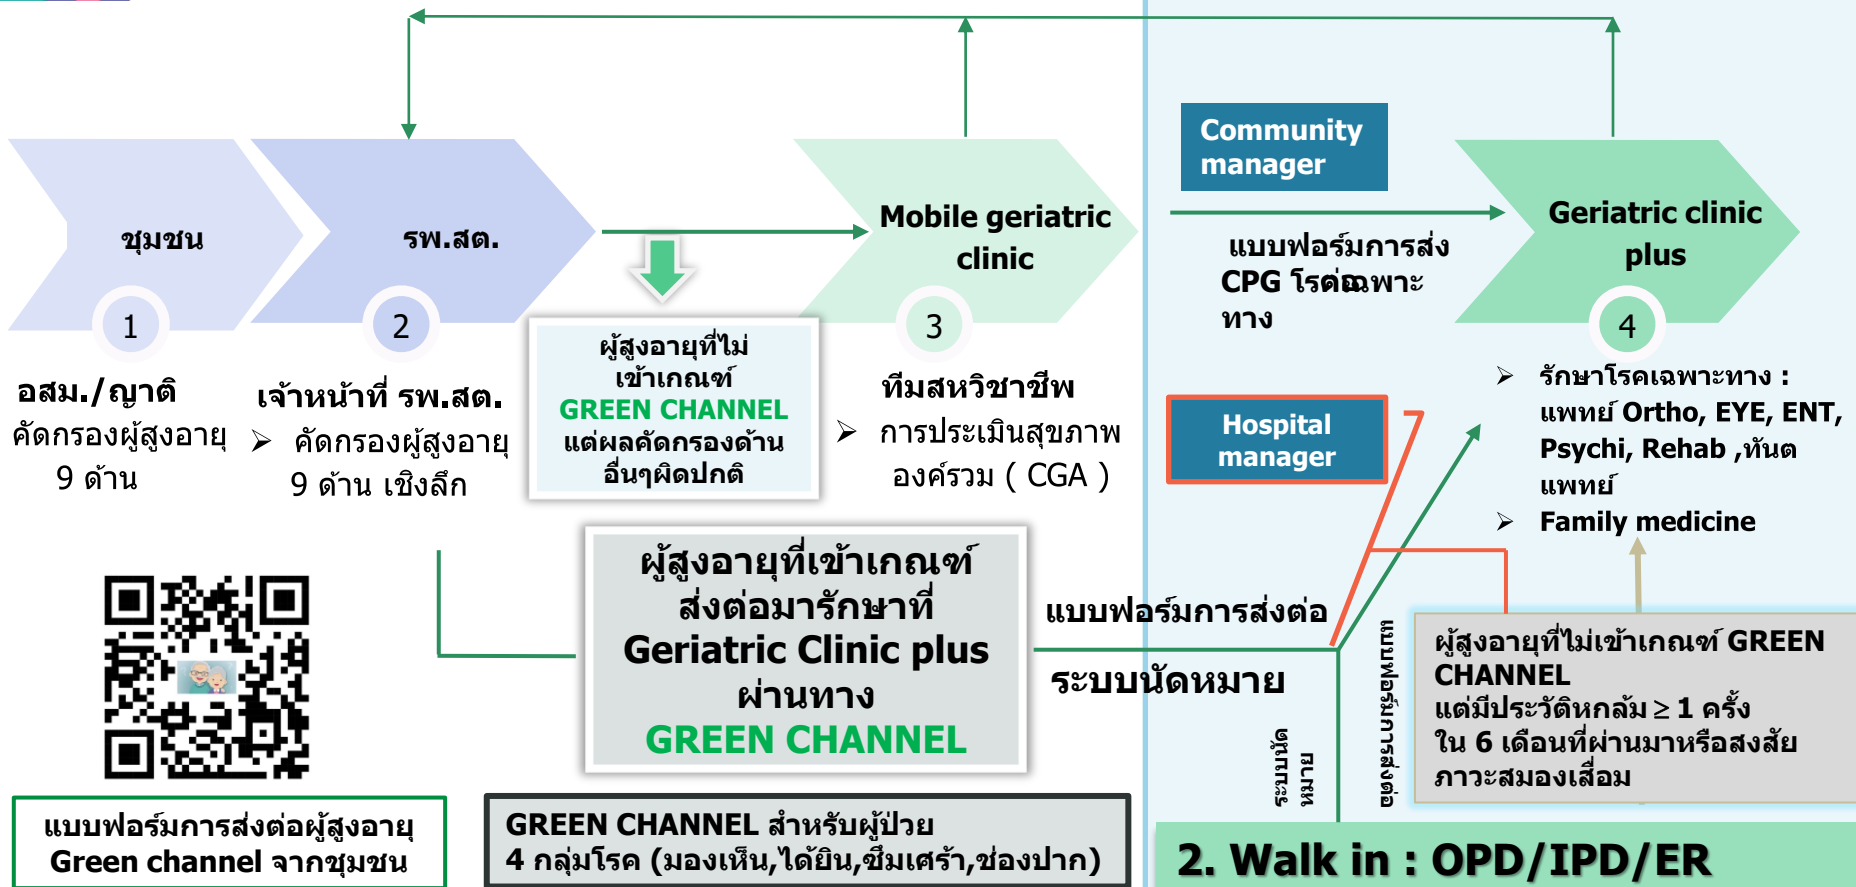 ชุมชน
1
อสม./ญาติ
คัดกรองผู้สูงอายุ
9 ด้าน
รพ.สต.
2
เจ้าหน้าที่ รพ.สต.
➢ คัดกรองผู้สูงอายุ
9 ด้าน เชิงลึก
ผู้สูงอายุที่ไม่
เข้าเกณฑ์
GREEN CHANNEL
แต่ผลคัดกรองด้าน
อื่นๆผิดปกติ
Mobile geriatric
clinic
3
ทีมสหวิชาชีพ
➢ การประเมินสุขภาพ
องค์รวม ( CGA )
Community
manager
แบบฟอร์มการส่ง
CPG
ทาง
Hospital
manager
Geriatric clinic
plus
4
➢ รักษาโรคเฉพาะทาง :
แพทย์ Ortho, EYE, ENT,
Psychi, Rehab ,ทันต
แพทย์
➢ Family medicine
ผู้สูงอายุที่เข้าเกณฑ์
ส่งต่อมารักษาที่
Geriatric Clinic plus
ผ่านทาง
GREEN CHANNEL
แบบฟอร์มการส่งต่อ
ระบบนัดหมาย
ระบบนัด
หมาย
แบบฟอร์มการส่งต่อ
ผู้สูงอายุที่ไม่เข้าเกณฑ์ GREEN
CHANNEL
แต่มีประวัติหกล้ม ≥ 1 ครั้ง
ใน 6 เดือนที่ผ่านมาหรือสงสัย
ภาวะสมองเสื่อม
แบบฟอร์มการส่งต่อผู้สูงอายุ
Green channel จากชุมชน
GREEN CHANNEL สำหรับผู้ป่วย
4 กลุ่มโรค (มองเห็น,ได้ยิน,ซึมเศร้า,ช่องปาก)
2. Walk in : OPD/IPD/ER